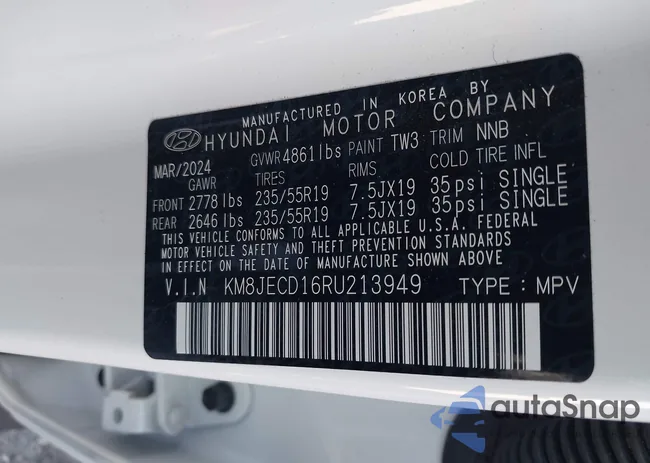 MANUFACTURED IN KOREA BY
HYUNDAI MOTOR COMPANY
MAR/2024 GVWR 4861lbs PAINT TW3 TRIM NNB
GAWR TIRES RIMS COLD TIRE INFL
FRONT 2778 lbs 235/55R19 7.5JX19 35psi SINGLE
REAR 2646 lbs 235/55R19 7.5JX19 35psi SINGLE
THIS VEHICLE CONFORMS TO ALL APPLICABLE U.S.A. FEDERAL
MOTOR VEHICLE SAFETY AND THEFT PREVENTION STANDARDS
IN EFFECT ON THE DATE OF MANUFACTURE SHOWN ABOVE.
V.I.N KM8JECD16RU213949 TYPE : MPV
autoSnap